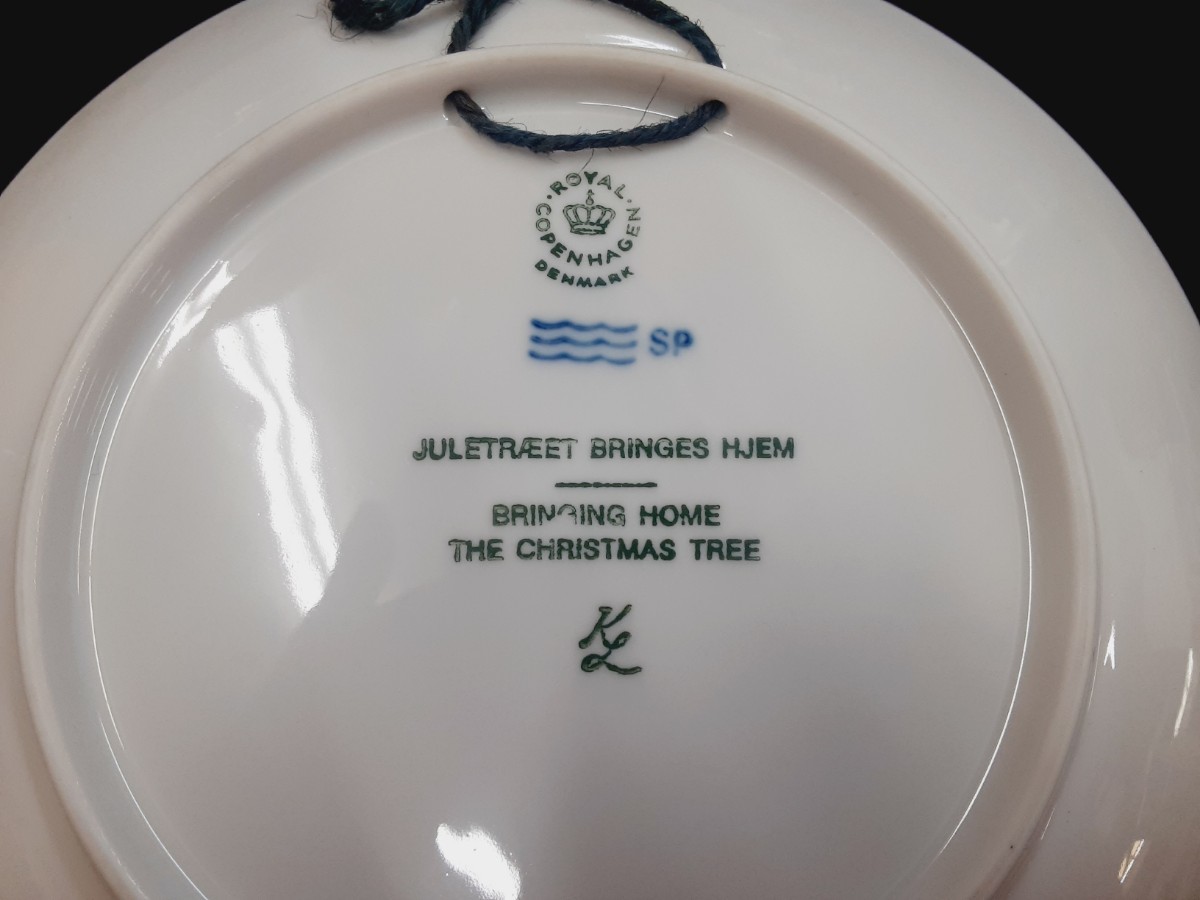 ROYAL
COPENHAGEN
DENMARK
SP
JULETRÆET BRINGES HJEM
BRINGING HOME
THE CHRISTMAS TREE
KL